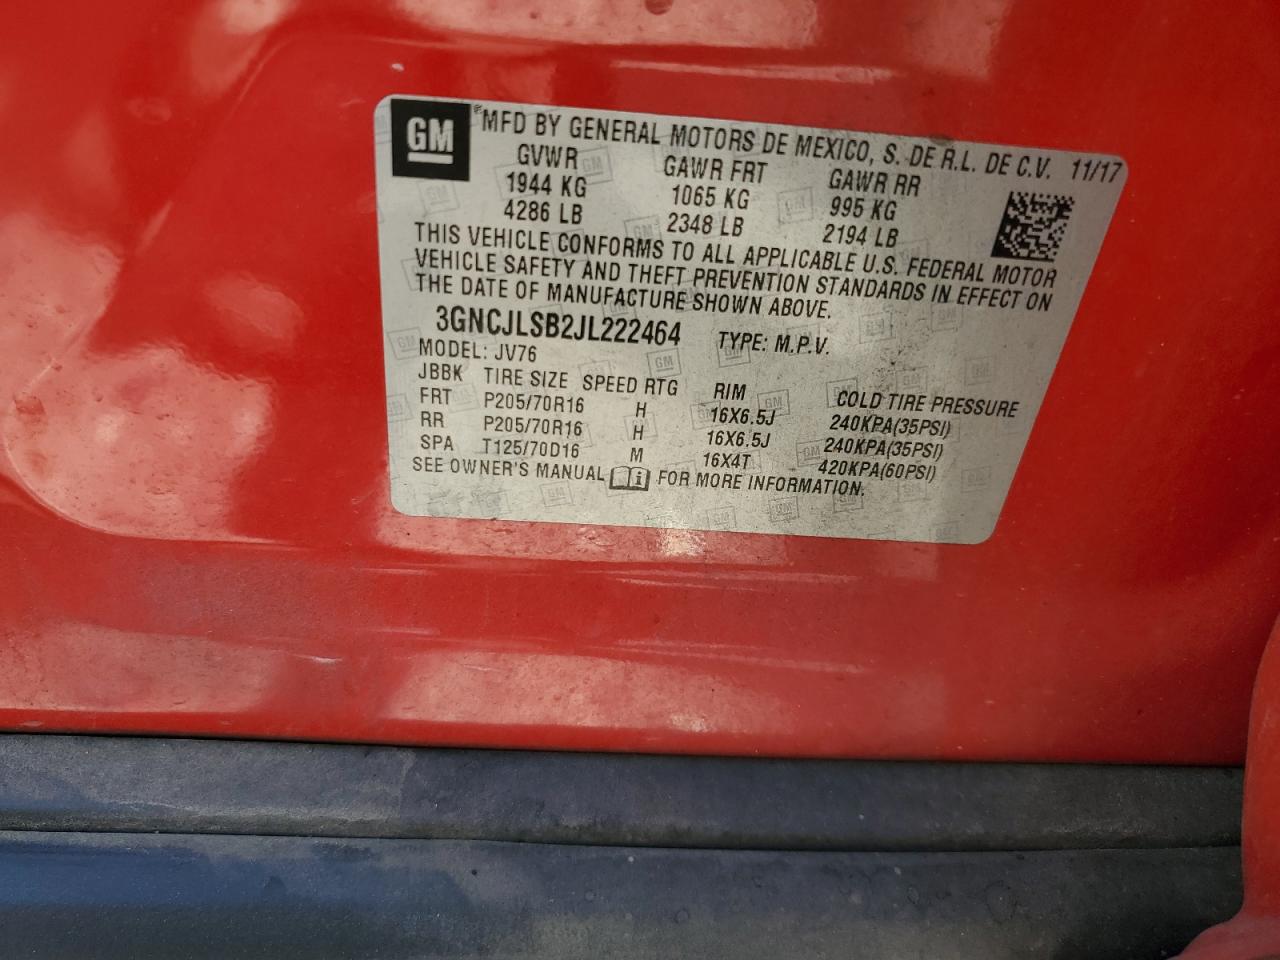 GM ®MFD BY GENERAL MOTORS DE MEXICO, S. DE R.L. DE C.V. 11/17
GVWR GAWR FRT GAWR RR
1944 KG 1065 KG 995 KG
4286 LB 2348 LB 2194 LB
THIS VEHICLE CONFORMS TO ALL APPLICABLE U.S. FEDERAL MOTOR
VEHICLE SAFETY AND THEFT PREVENTION STANDARDS IN EFFECT ON
THE DATE OF MANUFACTURE SHOWN ABOVE.
3GNCJLSB2JL222464 TYPE: M.P.V.
MODEL: JV76
JBBK TIRE SIZE SPEED RTG RIM COLD TIRE PRESSURE
FRT P205/70R16 H 16X6.5J 240KPA(35PSI)
RR P205/70R16 H 16X6.5J 240KPA(35PSI)
SPA T125/70D16 M 16X4T 420KPA(60PSI)
SEE OWNER'S MANUAL FOR MORE INFORMATION.